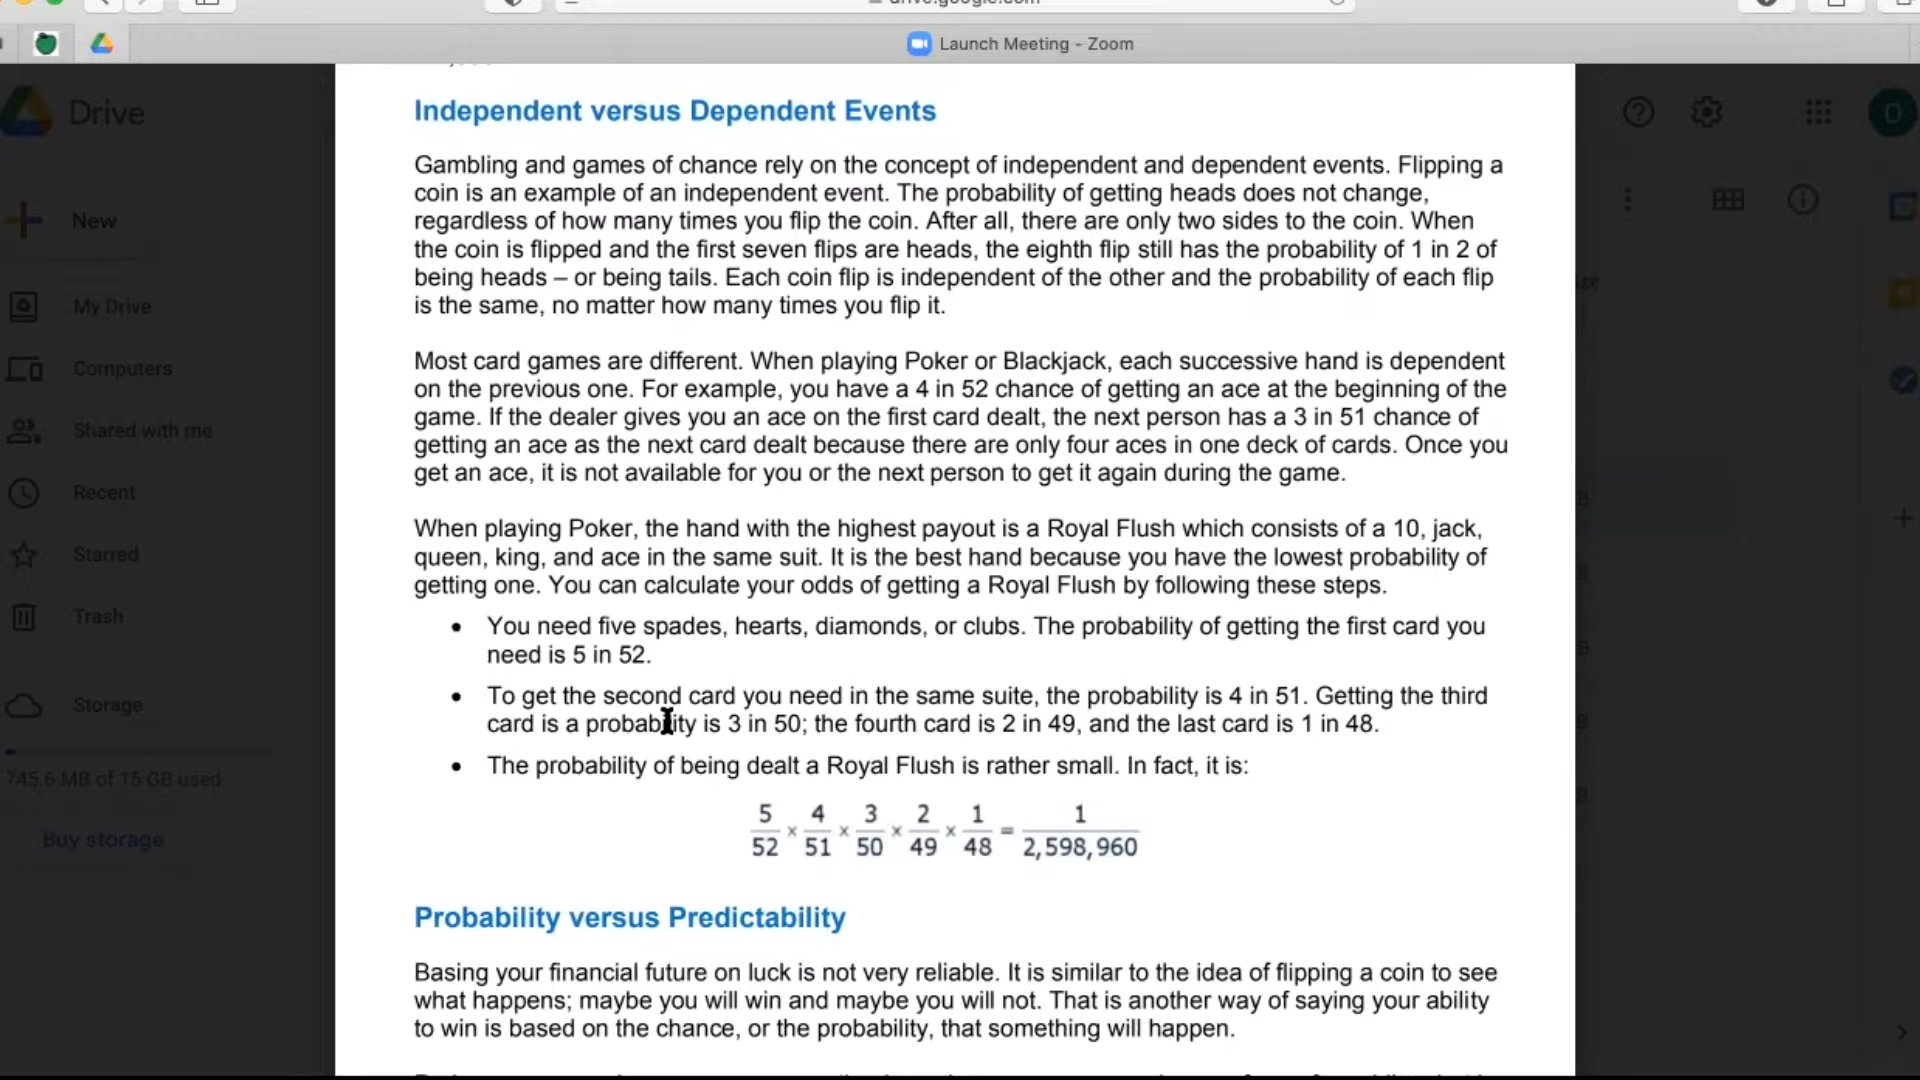 drive.google.com
Launch Meeting - Zoom
Drive
New
My Drive
Computers
Shared with me
Recent
Starred
Trash
Storage
745.6 MB of 15 GB used
Buy storage
O
Independent versus Dependent Events
Gambling and games of chance rely on the concept of independent and dependent events. Flipping a
coin is an example of an independent event. The probability of getting heads does not change,
regardless of how many times you flip the coin. After all, there are only two sides to the coin. When
the coin is flipped and the first seven flips are heads, the eighth flip still has the probability of 1 in 2 of
being heads – or being tails. Each coin flip is independent of the other and the probability of each flip
is the same, no matter how many times you flip it.
Most card games are different. When playing Poker or Blackjack, each successive hand is dependent
on the previous one. For example, you have a 4 in 52 chance of getting an ace at the beginning of the
game. If the dealer gives you an ace on the first card dealt, the next person has a 3 in 51 chance of
getting an ace as the next card dealt because there are only four aces in one deck of cards. Once you
get an ace, it is not available for you or the next person to get it again during the game.
When playing Poker, the hand with the highest payout is a Royal Flush which consists of a 10, jack,
queen, king, and ace in the same suit. It is the best hand because you have the lowest probability of
getting one. You can calculate your odds of getting a Royal Flush by following these steps.
• You need five spades, hearts, diamonds, or clubs. The probability of getting the first card you
need is 5 in 52.
• To get the second card you need in the same suite, the probability is 4 in 51. Getting the third
card is a probability is 3 in 50; the fourth card is 2 in 49, and the last card is 1 in 48.
• The probability of being dealt a Royal Flush is rather small. In fact, it is:
5/52 × 4/51 × 3/50 × 2/49 × 1/48 = 1/2,598,960
Probability versus Predictability
Basing your financial future on luck is not very reliable. It is similar to the idea of flipping a coin to see
what happens; maybe you will win and maybe you will not. That is another way of saying your ability
to win is based on the chance, or the probability, that something will happen.